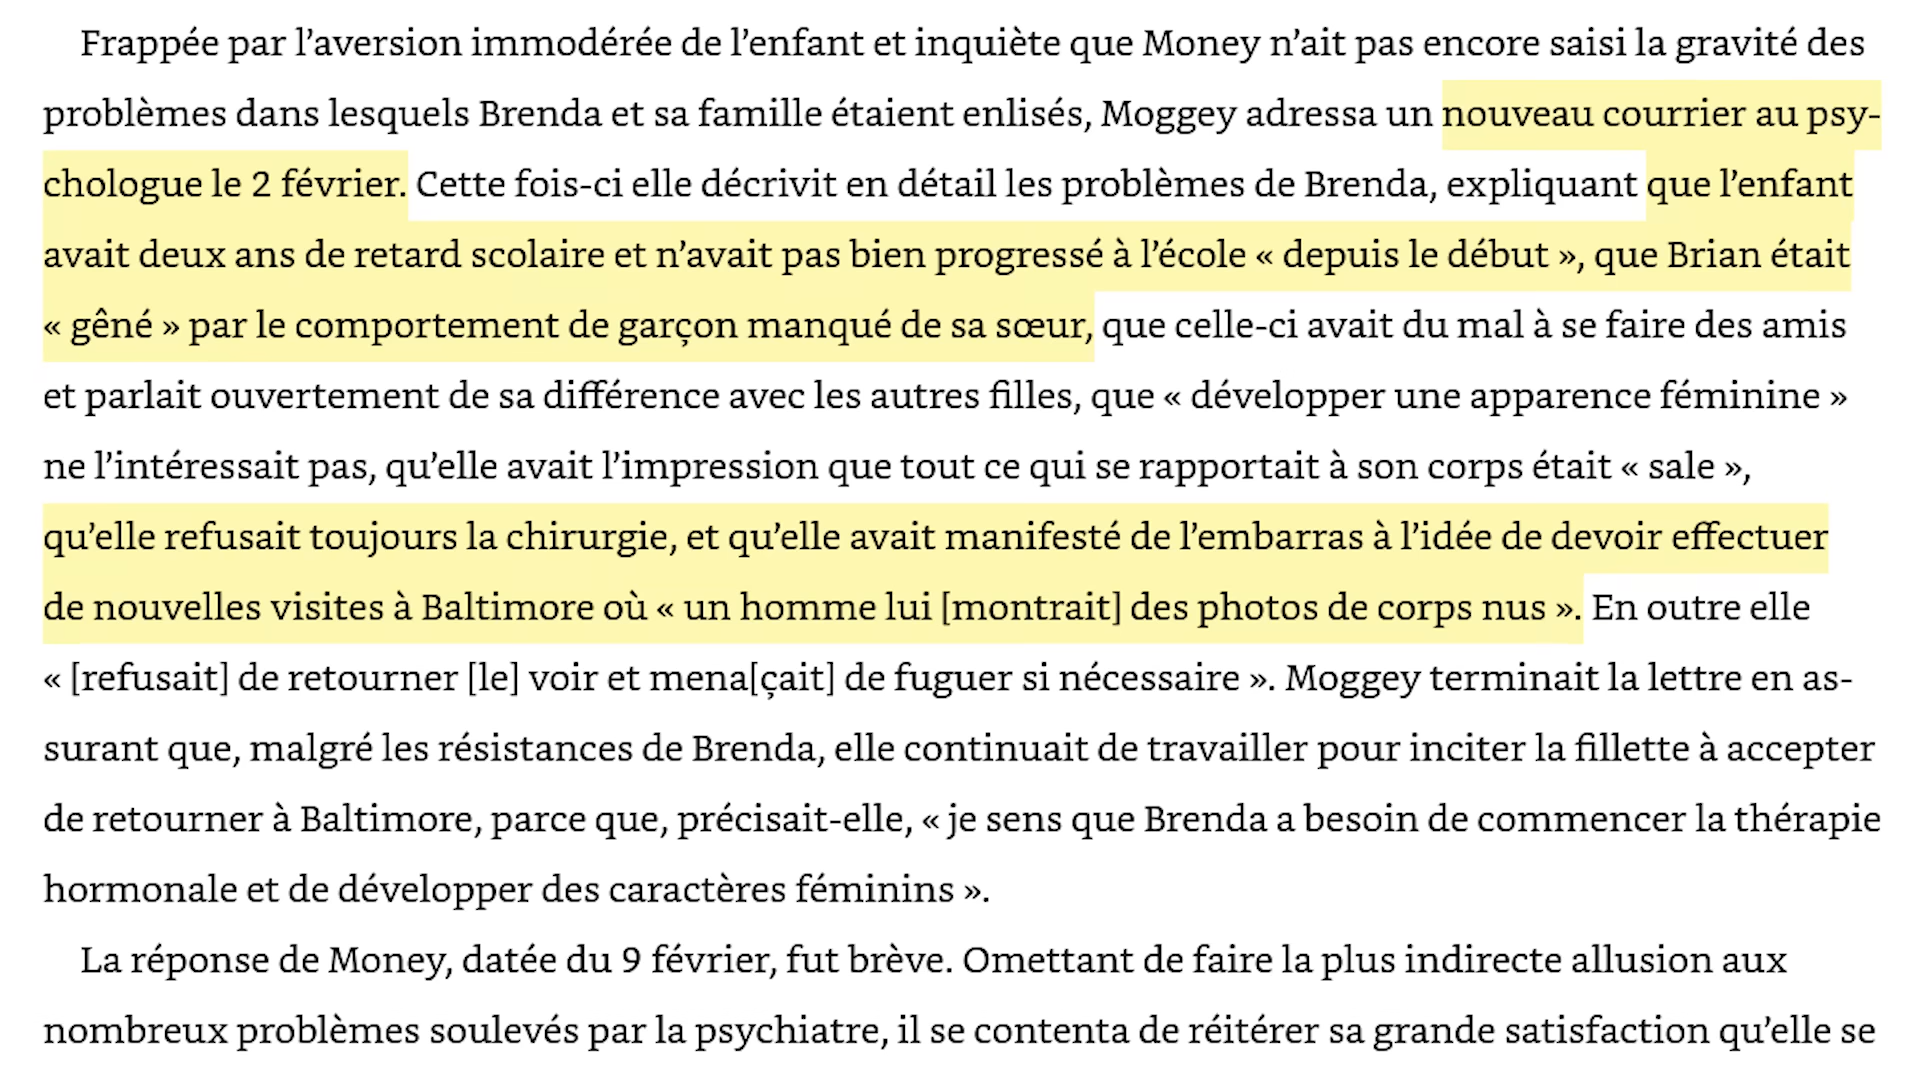 Frappée par l’aversion immodérée de l’enfant et inquiète que Money n’ait pas encore saisi la gravité des
problèmes dans lesquels Brenda et sa famille étaient enlisés, Moggey adressa un nouveau courrier au psy-
chologue le 2 février. Cette fois-ci elle décrivit en détail les problèmes de Brenda, expliquant que l’enfant
avait deux ans de retard scolaire et n’avait pas bien progressé à l’école « depuis le début », que Brian était
« gêné » par le comportement de garçon manqué de sa sœur, que celle-ci avait du mal à se faire des amis
et parlait ouvertement de sa différence avec les autres filles, que « développer une apparence féminine »
ne l’intéressait pas, qu’elle avait l’impression que tout ce qui se rapportait à son corps était « sale »,
qu’elle refusait toujours la chirurgie, et qu’elle avait manifesté de l’embarras à l’idée de devoir effectuer
de nouvelles visites à Baltimore où « un homme lui [montrait] des photos de corps nus ». En outre elle
« [refusait] de retourner [le] voir et mena[çait] de fuguer si nécessaire ». Moggey terminait la lettre en as-
surant que, malgré les résistances de Brenda, elle continuait de travailler pour inciter la fillette à accepter
de retourner à Baltimore, parce que, précisait-elle, « je sens que Brenda a besoin de commencer la thérapie
hormonale et de développer des caractères féminins ».
La réponse de Money, datée du 9 février, fut brève. Omettant de faire la plus indirecte allusion aux
nombreux problèmes soulevés par la psychiatre, il se contenta de réitérer sa grande satisfaction qu’elle se